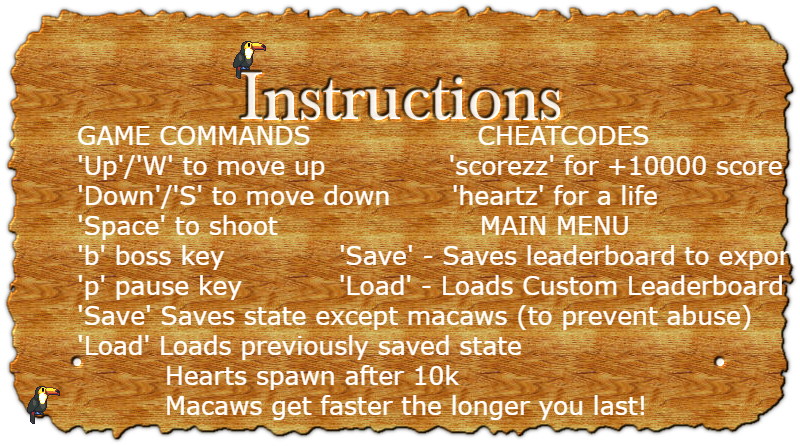 Instructions
GAME COMMANDS CHEATCODES
'Up'/'W' to move up 'scorezz' for +10000 score
'Down'/'S' to move down 'heartz' for a life
'Space' to shoot MAIN MENU
'b' boss key 'Save' - Saves leaderboard to expor
'p' pause key 'Load' - Loads Custom Leaderboard
'Save' Saves state except macaws (to prevent abuse)
'Load' Loads previously saved state
Hearts spawn after 10k
Macaws get faster the longer you last!